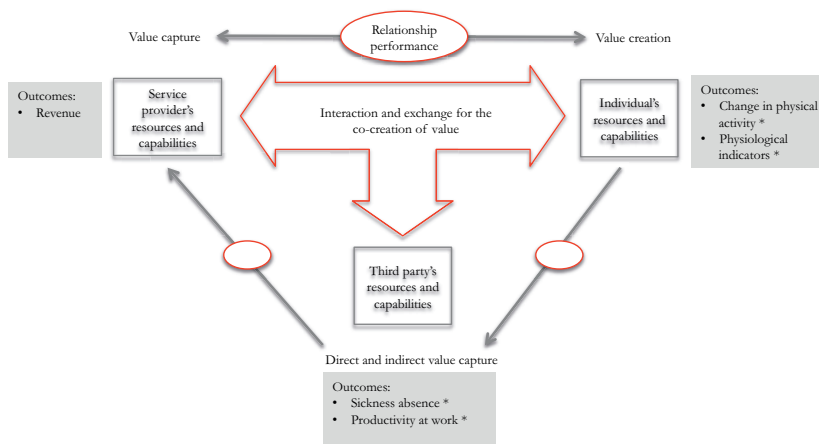 Relationship
performance
Value capture
Value creation
Outcomes:
• Revenue
Service
provider's
resources and
capabilities
Interaction and exchange for the
co-creation of value
Individual's
resources and
capabilities
Outcomes:
• Change in physical
activity *
• Physiological
indicators *
Third party's
resources and
capabilities
Direct and indirect value capture
Outcomes:
• Sickness absence *
• Productivity at work *